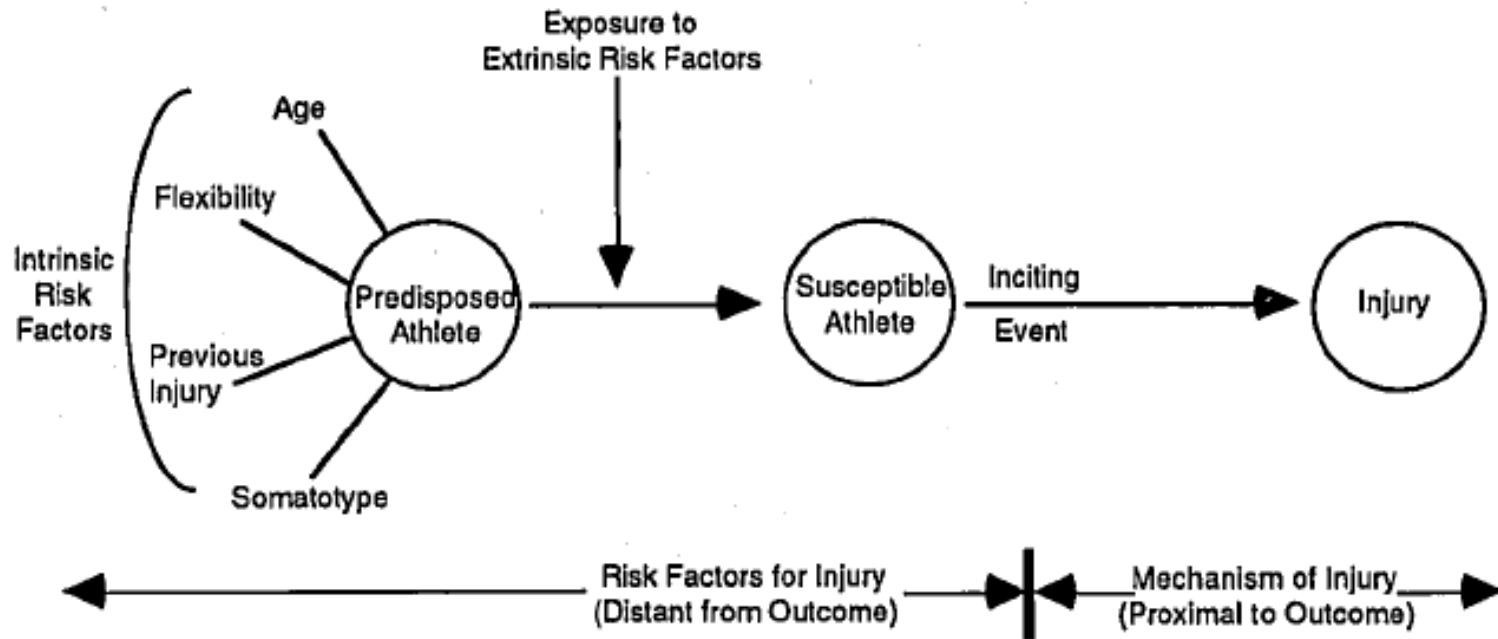 Exposure to
Extrinsic Risk Factors
Age
Flexibility
Intrinsic
Risk
Factors
Previous
Injury
Somatotype
Predisposed
Athlete
Susceptible
Athlete
Inciting
Event
Injury
Risk Factors for Injury
(Distant from Outcome)
Mechanism of Injury
(Proximal to Outcome)